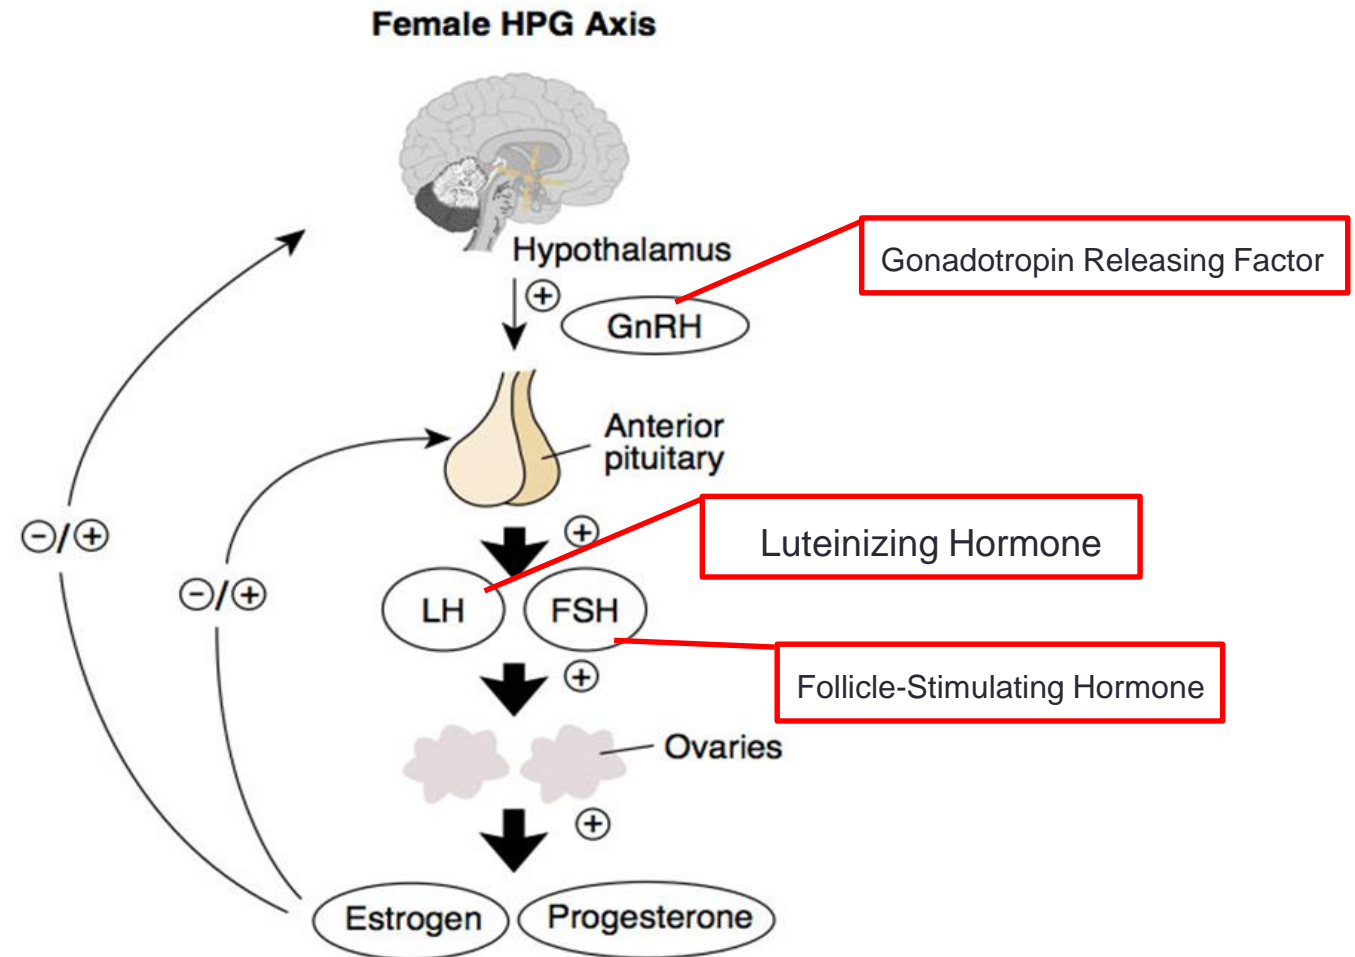 Female HPG Axis
Hypothalamus
Gonadotropin Releasing Factor
+
GnRH
Anterior
pituitary
+
Luteinizing Hormone
−/+
−/+
LH
FSH
+
Follicle-Stimulating Hormone
Ovaries
+
Estrogen
Progesterone